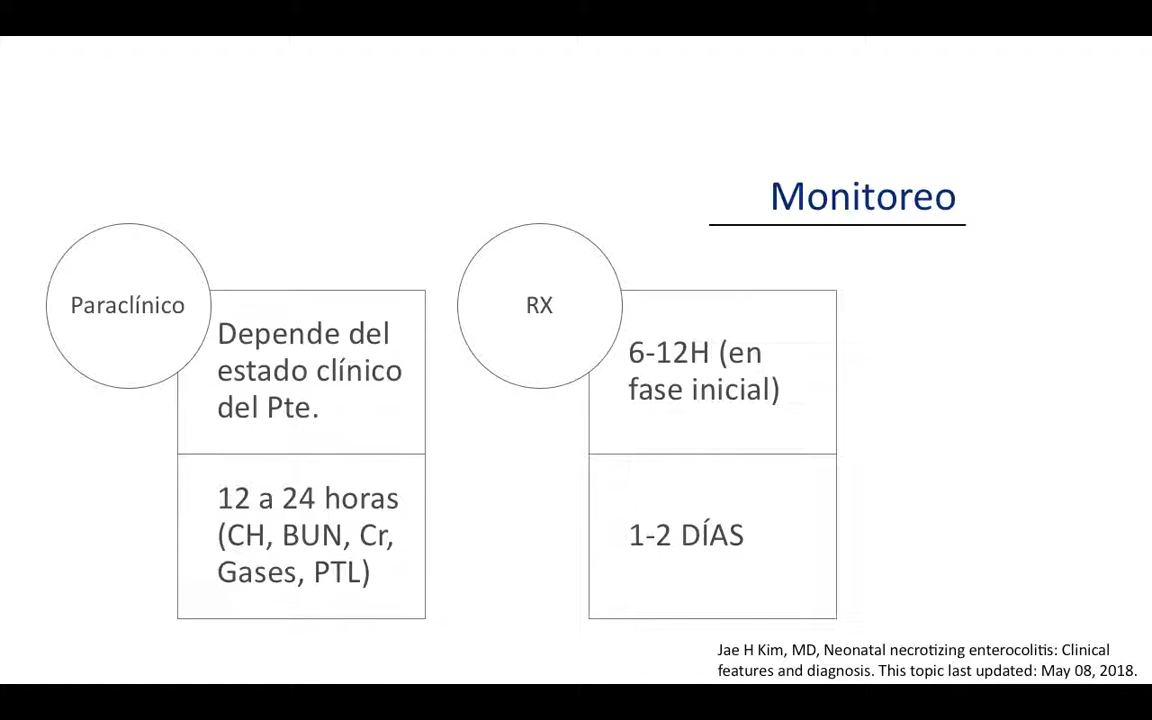 Monitoreo
Paraclínico
Depende del
estado clínico
del Pte.
12 a 24 horas
(CH, BUN, Cr,
Gases, PTL)
RX
6-12H (en
fase inicial)
1-2 DÍAS
Jae H Kim, MD, Neonatal necrotizing enterocolitis: Clinical
features and diagnosis. This topic last updated: May 08, 2018.